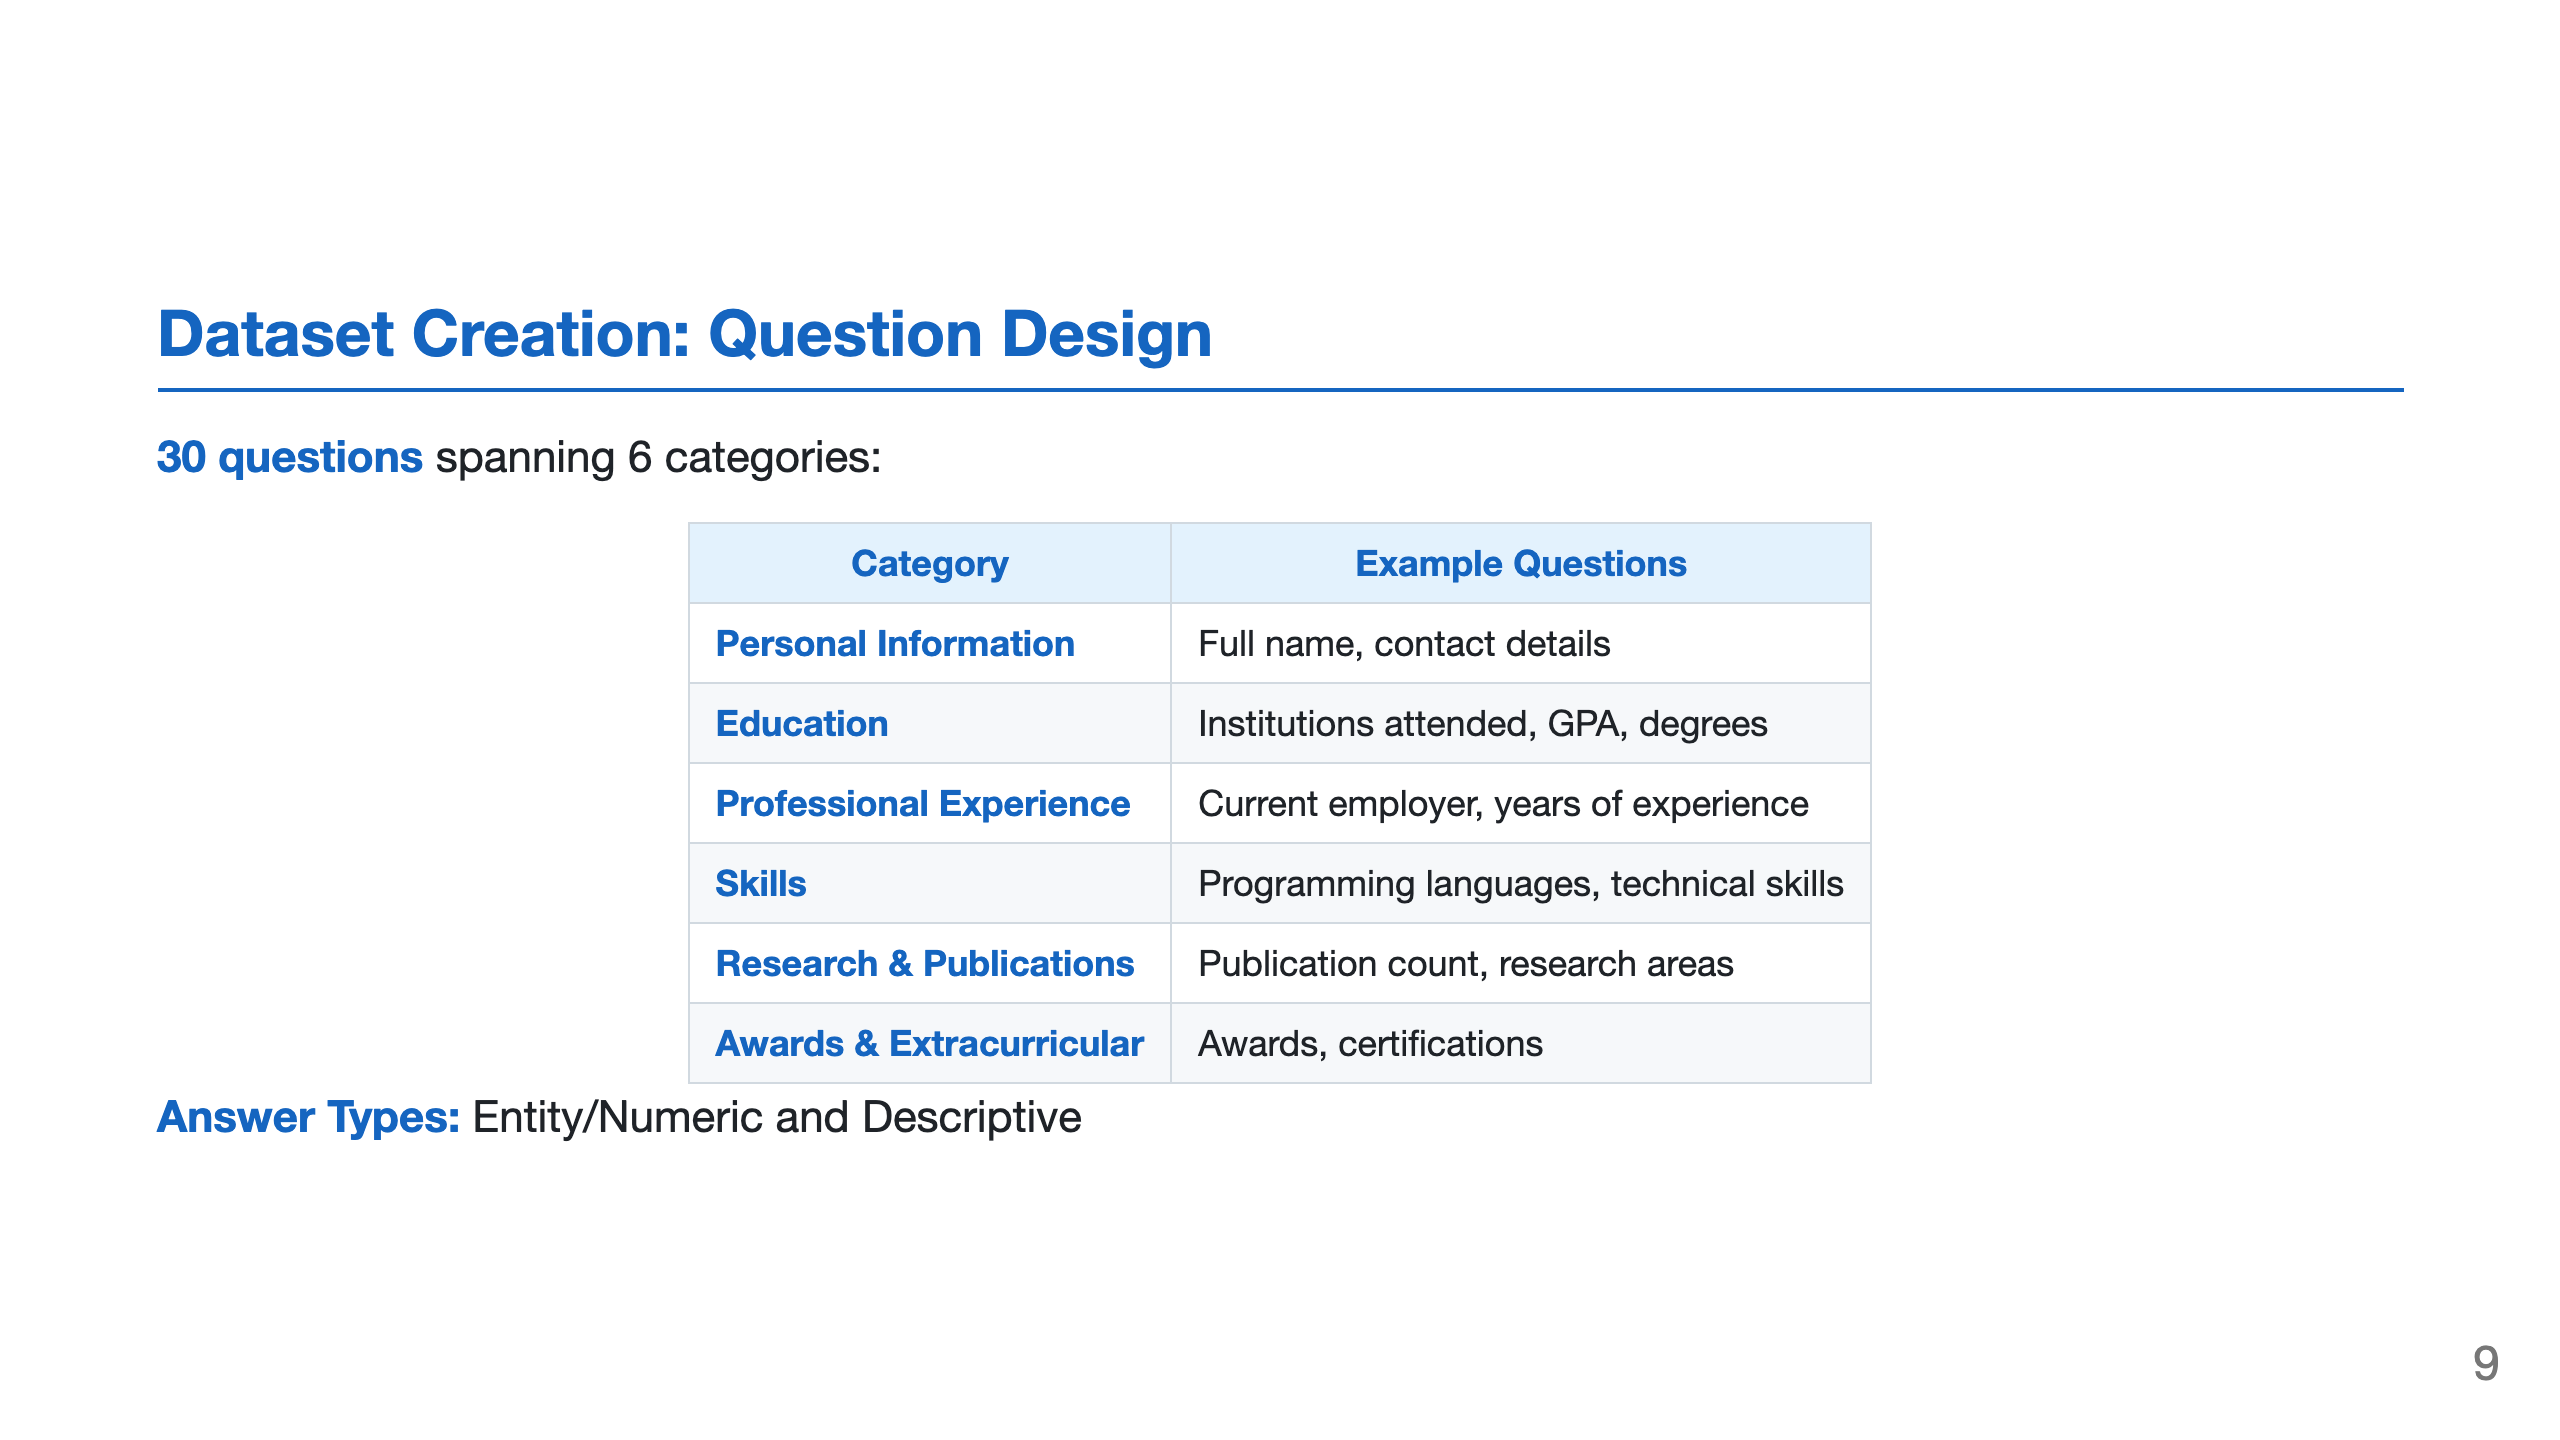 Dataset Creation: Question Design
30 questions spanning 6 categories:
Category Example Questions
Personal Information Full name, contact details
Education Institutions attended, GPA, degrees
Professional Experience Current employer, years of experience
Skills Programming languages, technical skills
Research & Publications Publication count, research areas
Awards & Extracurricular Awards, certifications
Answer Types: Entity/Numeric and Descriptive
9